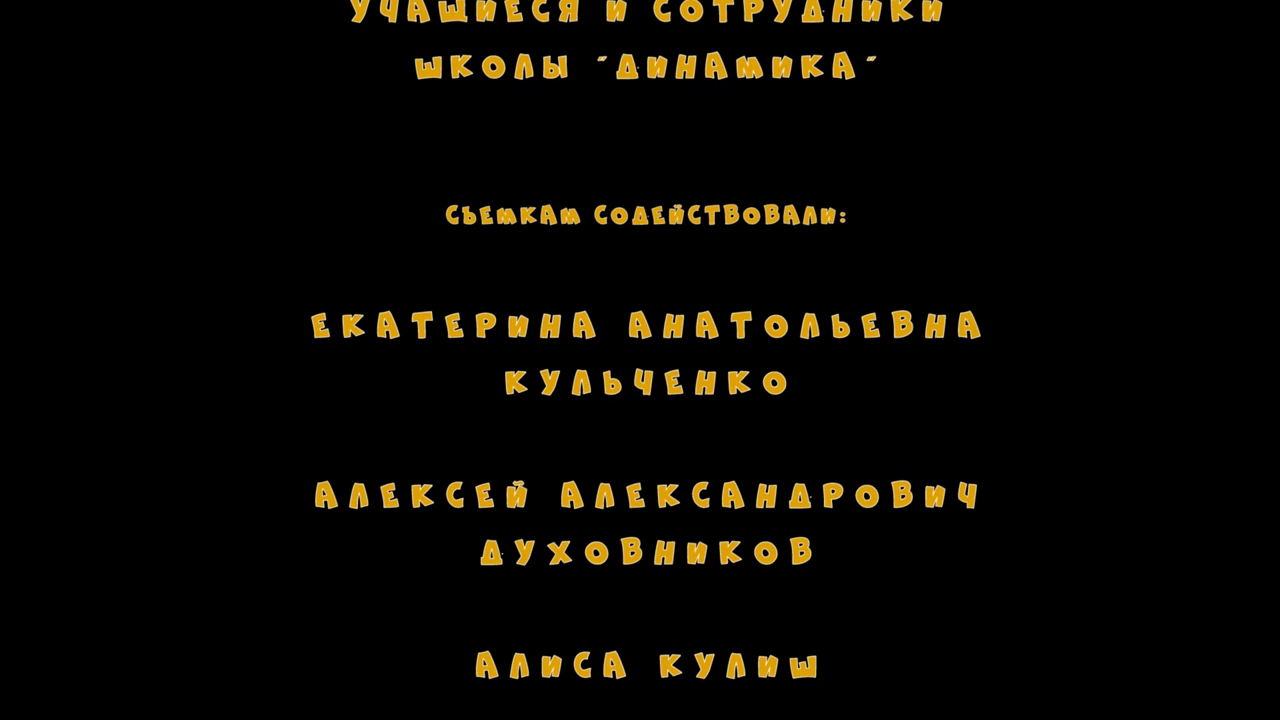 УЧАЩИЕСЯ И СОТРУДНИКИ
ШКОЛЫ "ДИНАМИКА"
СЪЕМКАМ СОДЕЙСТВОВАЛИ:
ЕКАТЕРИНА АНАТОЛЬЕВНА
КУЛЬЧЕНКО
АЛЕКСЕЙ АЛЕКСАНДРОВИЧ
ДУХОВНИКОВ
АЛИСА КУЛИШ